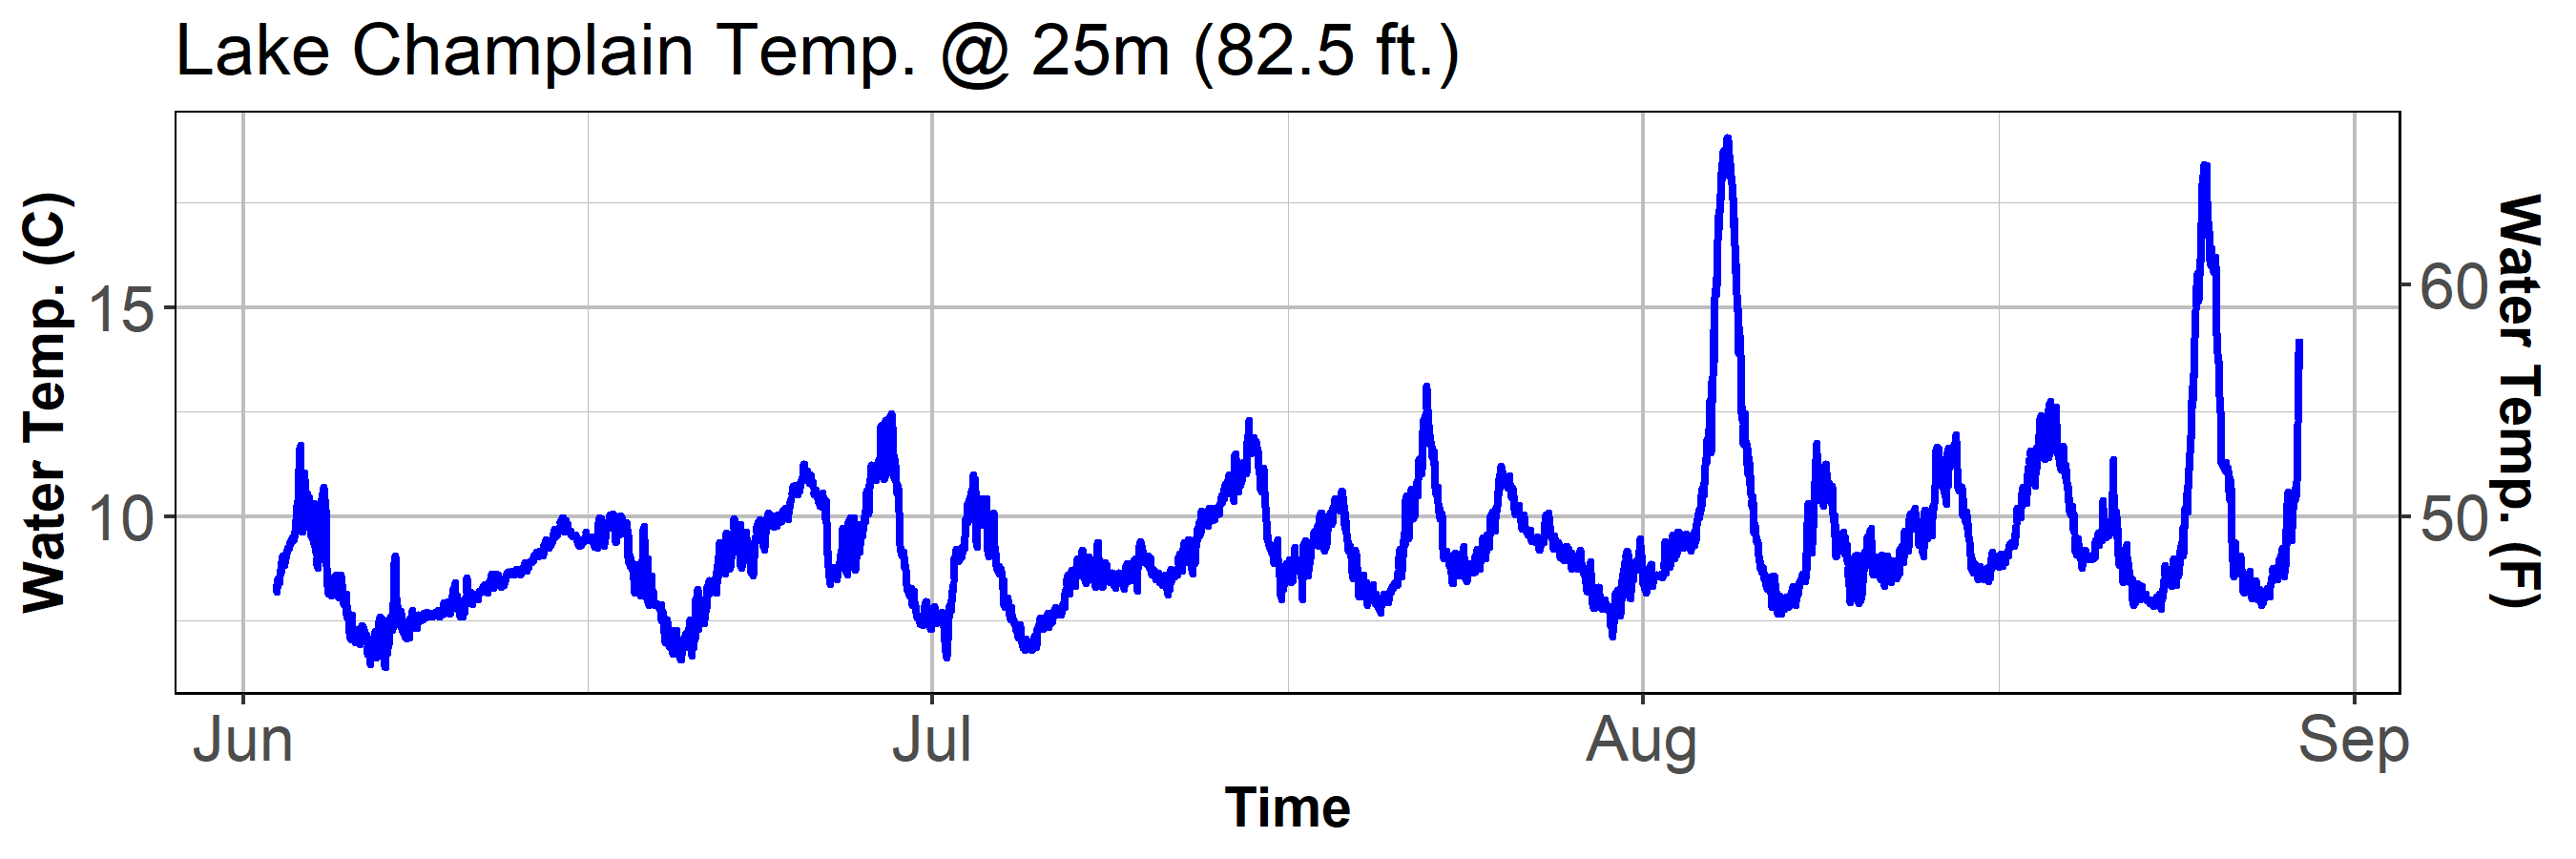 Lake Champlain Temp. @ 25m (82.5 ft.)
Water Temp. (C)
15
10
60
50
Water Temp. (F)
Jun Jul Aug Sep
Time